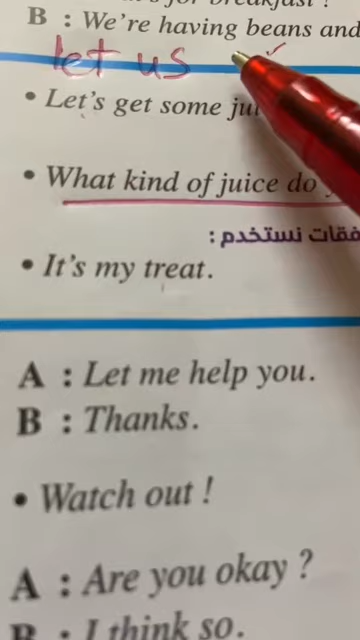 breakfast ?
B : We're having beans and
let us
• Let's get some
• What kind of juice do
نستخدم :
• It's my treat.
A : Let me help you.
B : Thanks.
• Watch out !
A : Are you okay ?
B : I think so.